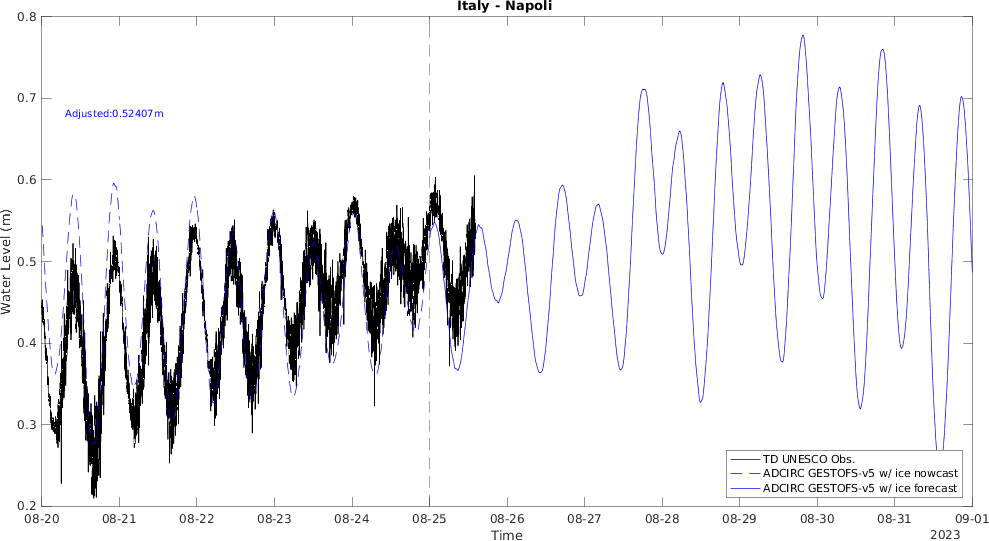 Italy - Napoli
Adjusted:0.52407m
Water Level (m)
0.8
0.7
0.6
0.5
0.4
0.3
0.2
08-20 08-21 08-22 08-23 08-24 08-25 08-26 08-27 08-28 08-29 08-30 08-31 09-01
Time
2023
TD UNESCO Obs.
ADCIRC GESTOFS-v5 w/ ice nowcast
ADCIRC GESTOFS-v5 w/ ice forecast